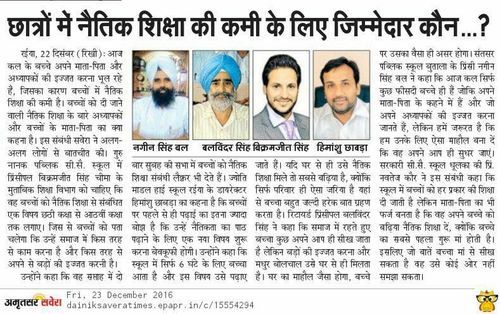 छात्रों में नैतिक शिक्षा की कमी के लिए जिम्मेदार कौन...?
रईया, 22 दिसंबर (रिखी): आज
कल के बच्चे अपने माता-पिता और
अध्यापकों की इज्जत करना भूल रहे
हैं, जिसका कारण बच्चों में नैतिक
शिक्षा की कमी है। बच्चों को दी जाने
वाली नैतिक शिक्षा के बारे अध्यापकों
और बच्चों के माता-पिता का क्या
कहना है। इस संबंधी सवेरा ने अलग-
अलग लोगों से बातचीत की। गुरु
नानक पब्लिक सी.सै. स्कूल में
प्रिंसीपल बिक्रमजीत सिंह चीमा के
मुताबिक शिक्षा विभाग को चाहिए कि
वह बच्चों को नैतिक शिक्षा से संबंधित
एक विषय छठी कक्षा से आठवीं कक्षा
तक लगाए। जिस से बच्चों को पता
चलेगा कि उन्हें समाज में किस तरह
से काम करना है और किस तरह से
अपने से बड़ों की इज्जत करनी है।
उन्होंने कहा कि वह सलाह में दो
नगीन सिंह बल
बलविंदर सिंह
बिक्रमजीत सिंह
हिमांशु छाबड़ा
बार सुबह की सभा में बच्चों को नैतिक
शिक्षा संबंधी लैक्चर भी देते हैं। ज्योति
माडल हाई स्कूल रईया के डायरेक्टर
हिमांशु छाबड़ा का कहना है कि बच्चों
पर पहले से ही पढ़ाई का इतना ज्यादा
बोझ है कि उन्हें नैतिकता का पाठ
पढ़ाने के लिए एक नया विषय शुरू
करना बेवकूफी होगी। उन्होंने कहा कि
स्कूल में सिर्फ 6 घंटे के लिए बच्चा
आता है और इस विषय उसे पढ़ाए
जाते हैं। यदि घर से ही उसे नैतिक
शिक्षा मिले तो सबसे बढ़िया है, क्योंकि
सिर्फ परिवार ही ऐसा जरिया है यहां
से बच्चा बहुत जल्दी हरेक बात ग्रहण
करता है। रिटायर्ड प्रिंसीपल बलविंदर
सिंह ने कहा कि समाज में रहते हुए
बच्चा कुछ अपने आप ही सीख जाता
है लेकिन बड़ों की इज्जत करना और
मधुर बोलचाल उसे घर से ही मिलता
है। घर का माहौल जैसा होगा, बच्चे
पर उसका वैसा ही असर होगा। संतसर
पब्लिक स्कूल बुताला के प्रिंसी नगीन
सिंह बल ने कहा कि आज कल सिर्फ
कुछ फीसदी बच्चे ही हैं जोकि अपने
माता-पिता के कहने में हैं और जो
अपने अध्यापकों की इज्जत करना
जानते हैं, लेकिन हमें जरूरत है कि
हम उनके लिए ऐसा माहौल बना दें
कि वह अपने आप ही सुधर जाएं।
सरकारी सी.सै. स्कूल धूलका की प्रि.
नवतेज कौर ने इस संबंधी कहा कि
स्कूल में बच्चों को हर प्रकार की शिक्षा
दी जाती है लेकिन माता-पिता का भी
फर्ज बनता है कि वह अपने बच्चे को
बढ़िया नैतिक शिक्षा दें, क्योंकि बच्चे
का सबसे पहला गुरु मां होती है।
इसलिए जो बातें बच्चा मां से सीख
सकता है वह उसे कोई ओर नहीं
समझा सकता।
अमृतसर सवेरा
Fri, 23 December 2016
dainiksaveratimes.epapr.in/c/15554294